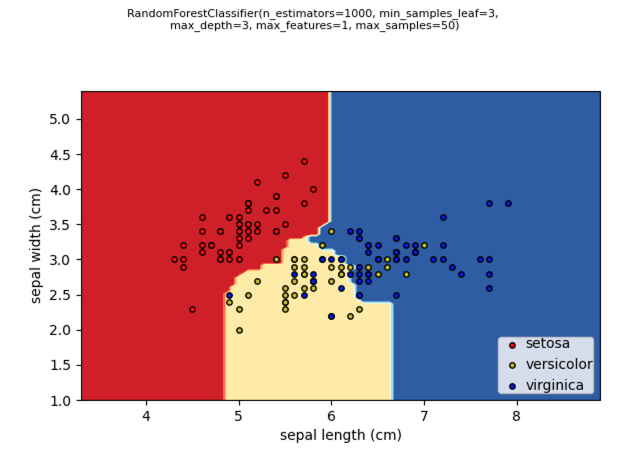 RandomForestClassifier(n_estimators=1000, min_samples_leaf=3,
max_depth=3, max_features=1, max_samples=50)
5.0
4.5
4.0
3.5
3.0
2.5
2.0
1.5
1.0
sepal width (cm)
setosa
versicolor
virginica
4 5 6 7 8
sepal length (cm)